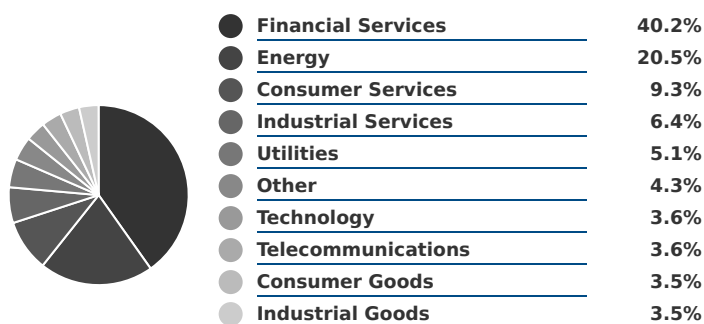 Financial Services 40.2%
Energy 20.5%
Consumer Services 9.3%
Industrial Services 6.4%
Utilities 5.1%
Other 4.3%
Technology 3.6%
Telecommunications 3.6%
Consumer Goods 3.5%
Industrial Goods 3.5%